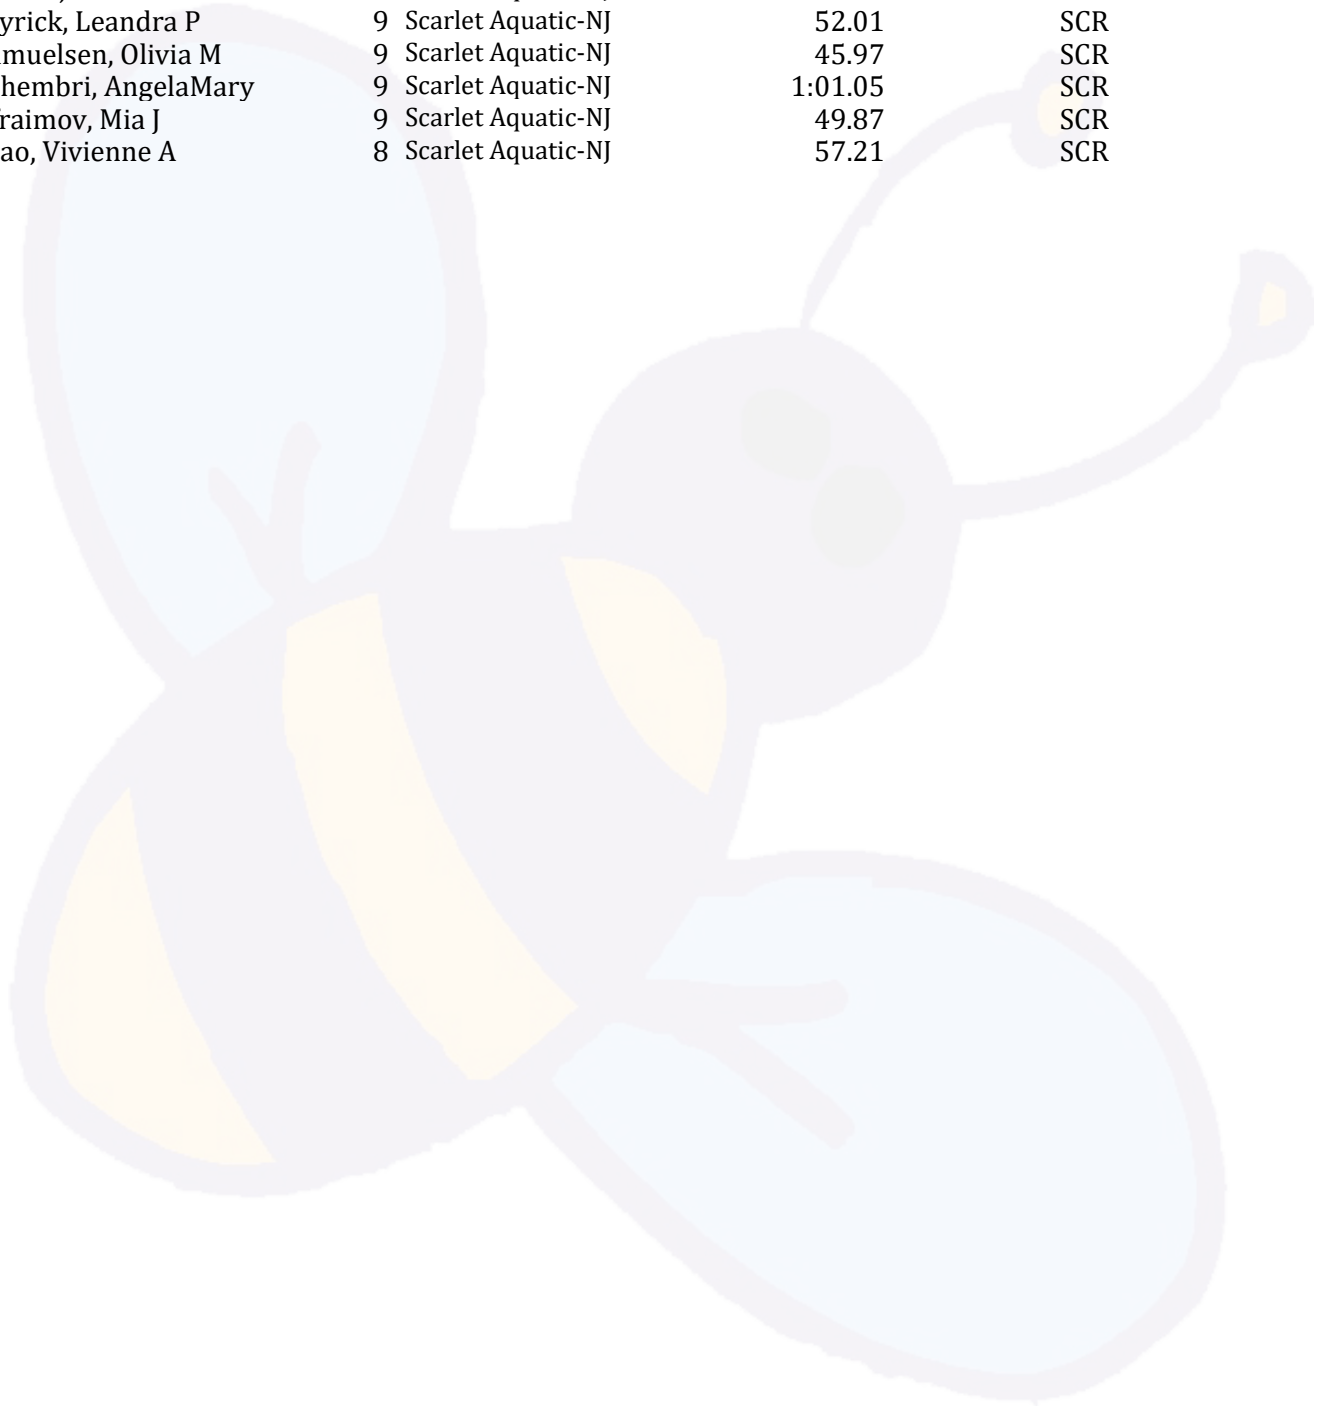 yrick, Leandra P 9 Scarlet Aquatic-NJ 52.01 SCR
muelsen, Olivia M 9 Scarlet Aquatic-NJ 45.97 SCR
hembri, AngelaMary 9 Scarlet Aquatic-NJ 1:01.05 SCR
raimov, Mia J 9 Scarlet Aquatic-NJ 49.87 SCR
ao, Vivienne A 8 Scarlet Aquatic-NJ 57.21 SCR